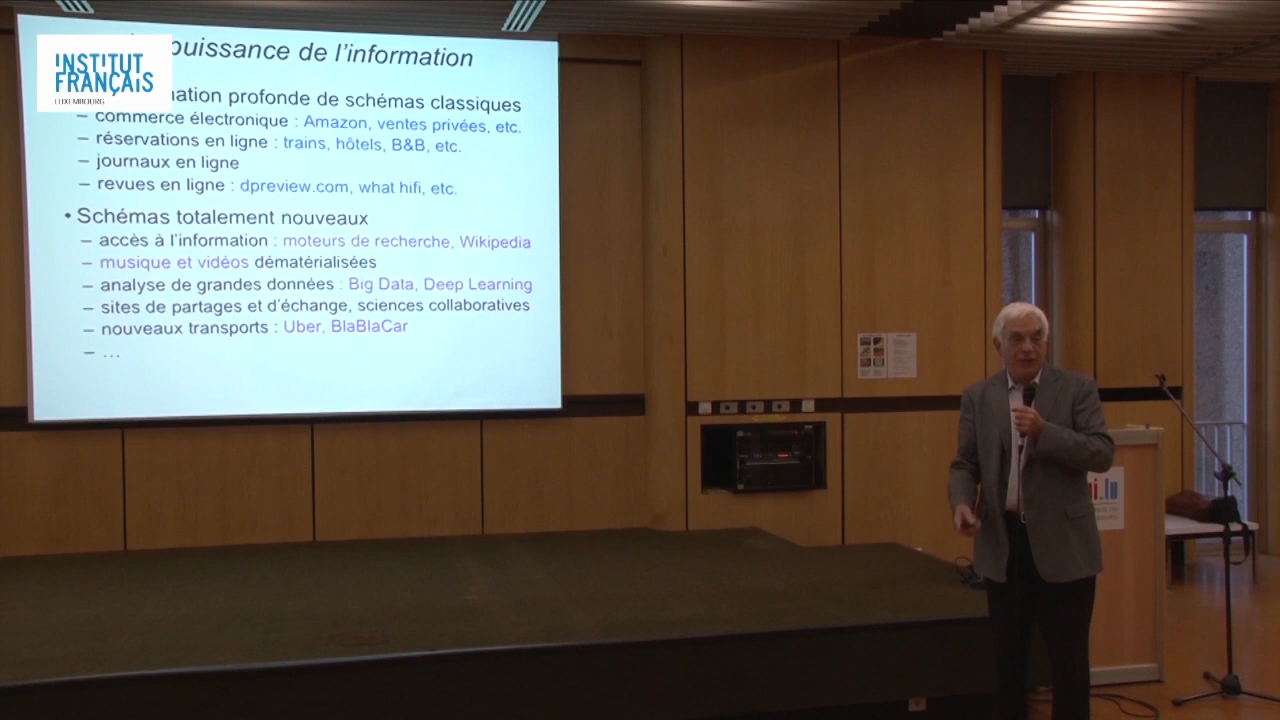 INSTITUT
FRANÇAIS
LUXEMBOURG
puissance de l'information
mation profonde de schémas classiques
– commerce électronique : Amazon, ventes privées, etc.
– réservations en ligne : trains, hôtels, B&B, etc.
– journaux en ligne
– revues en ligne : dpreview.com, what hifi, etc.
• Schémas totalement nouveaux
– accès à l'information : moteurs de recherche, Wikipedia
– musique et vidéos dématérialisées
– analyse de grandes données : Big Data, Deep Learning
– sites de partages et d'échange, sciences collaboratives
– nouveaux transports : Uber, BlaBlaCar
– …
.lu